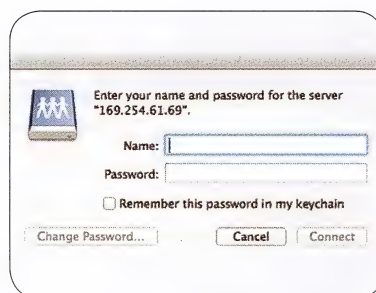 Enter your name and password for the server
"169.254.61.69".
Name:
Password:
Remember this password in my keychain
Change Password... Cancel Connect